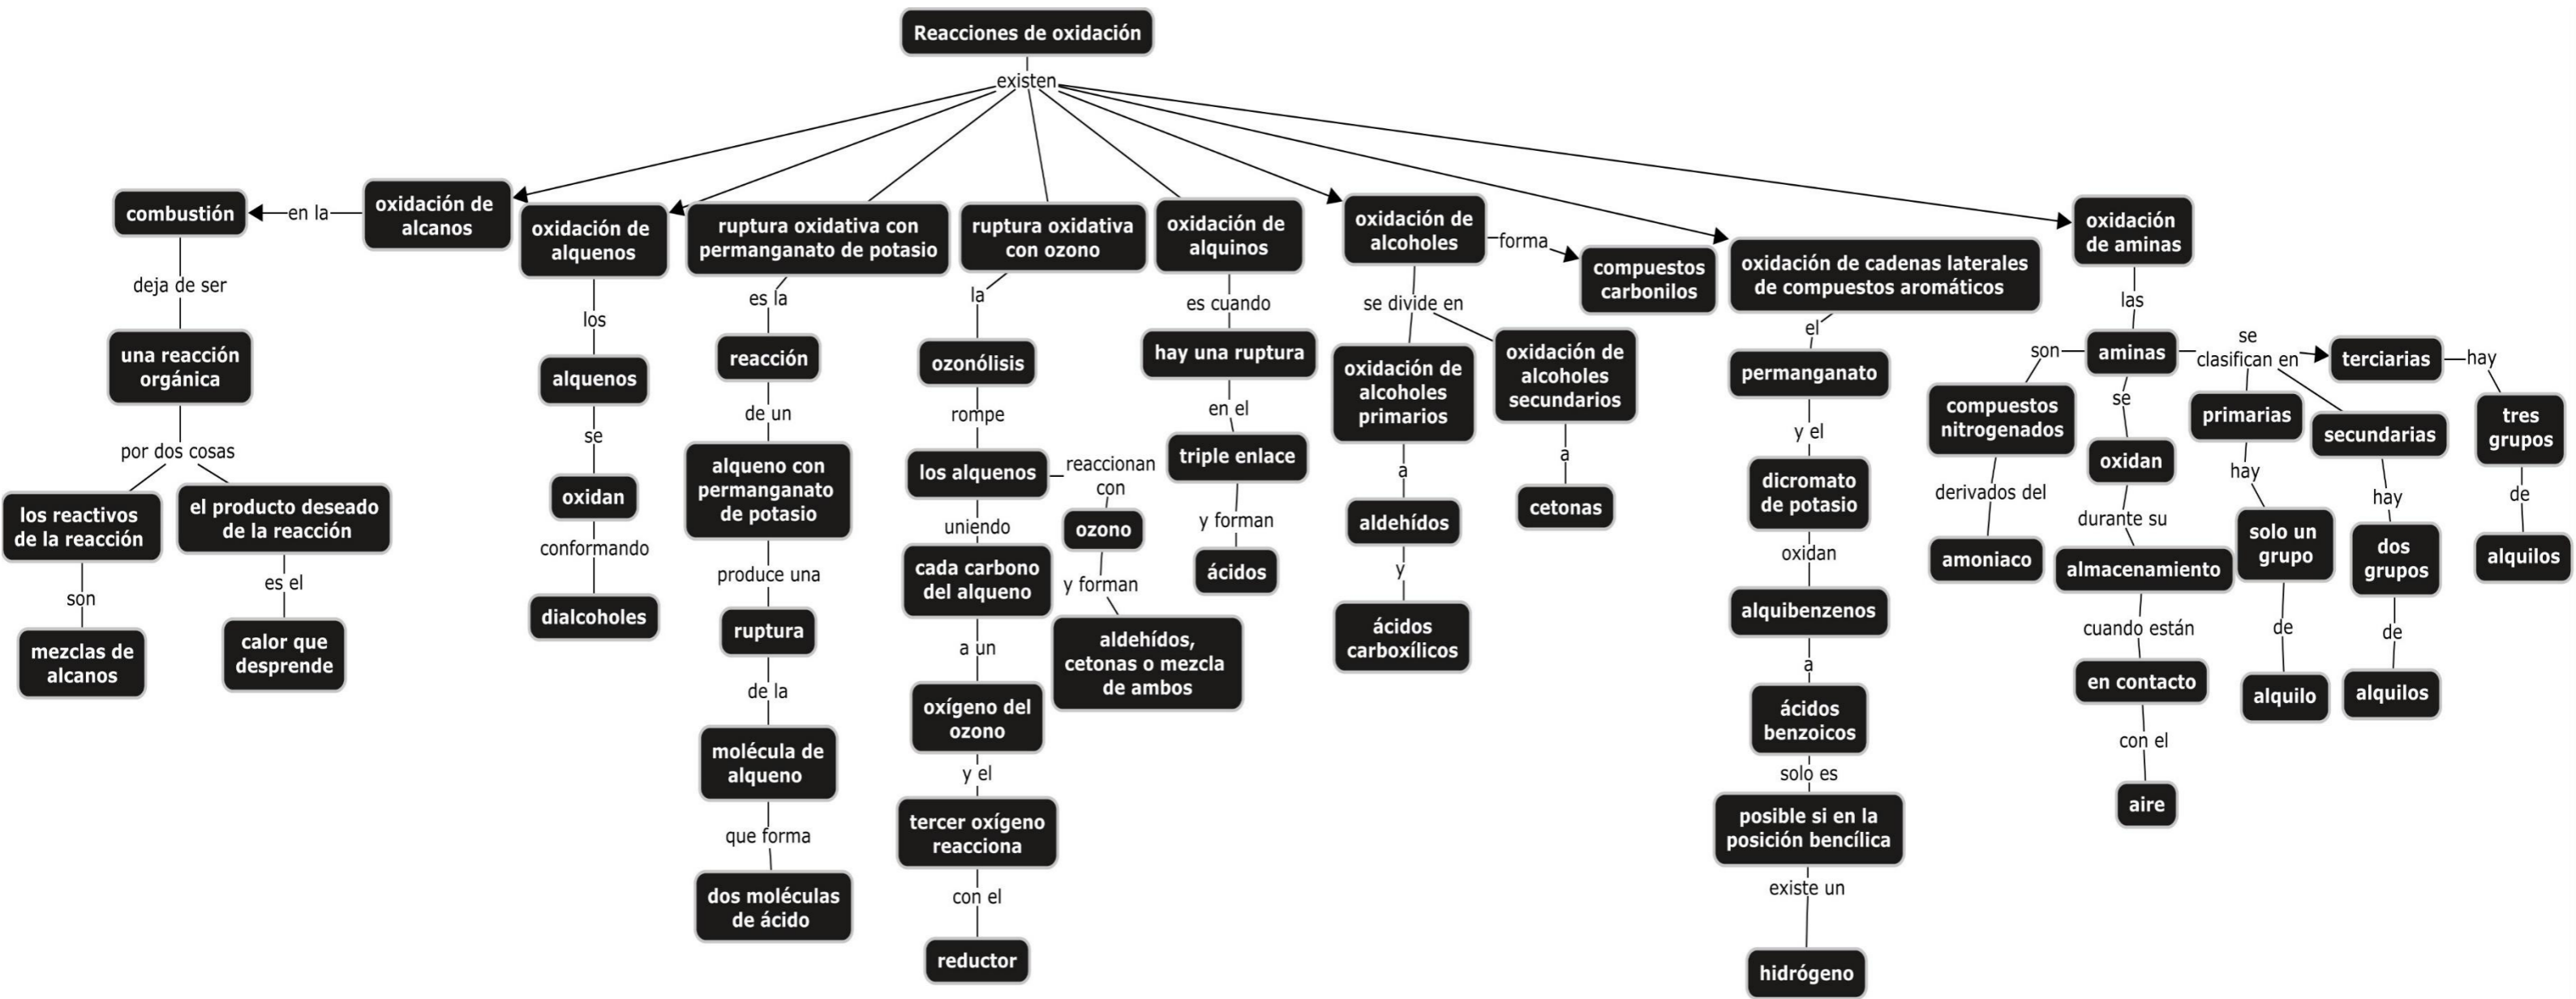 Reacciones de oxidación
existen
combustión
en la
oxidación de
alcanos
deja de ser
una reacción
orgánica
por dos cosas
los reactivos
de la reacción
son
mezclas de
alcanos
el producto deseado
de la reacción
es el
calor que
desprende
oxidación de
alquenos
los
alquenos
se
oxidan
conformando
dialcoholes
ruptura oxidativa con
permanganato de potasio
es la
reacción
de un
alqueno con
permanganato
de potasio
produce una
ruptura
de la
molécula de
alqueno
que forma
dos moléculas
de ácido
ruptura oxidativa
con ozono
la
ozonólisis
rompe
los alquenos
reaccionan
con
ozono
y forman
aldehídos,
cetonas o mezcla
de ambos
uniendo
cada carbono
del alqueno
a un
oxígeno del
ozono
y el
tercer oxígeno
reacciona
con el
reductor
oxidación de
alquinos
es cuando
hay una ruptura
en el
triple enlace
y forman
ácidos
oxidación de
alcoholes
forma
compuestos
carbonilos
se divide en
oxidación de
alcoholes
primarios
a
aldehídos
y
ácidos
carboxílicos
oxidación de
alcoholes
secundarios
a
cetonas
oxidación de cadenas laterales
de compuestos aromáticos
el
permanganato
y el
dicromato
de potasio
oxidan
alquibenzenos
a
ácidos
benzoicos
solo es
posible si en la
posición bencílica
existe un
hidrógeno
oxidación
de aminas
las
aminas
son
compuestos
nitrogenados
derivados del
amoniaco
se
oxidan
durante su
almacenamiento
cuando están
en contacto
con el
aire
se
clasifican en
primarias
hay
solo un
grupo
de
alquilo
secundarias
hay
dos
grupos
de
alquilos
terciarias
hay
tres
grupos
de
alquilos